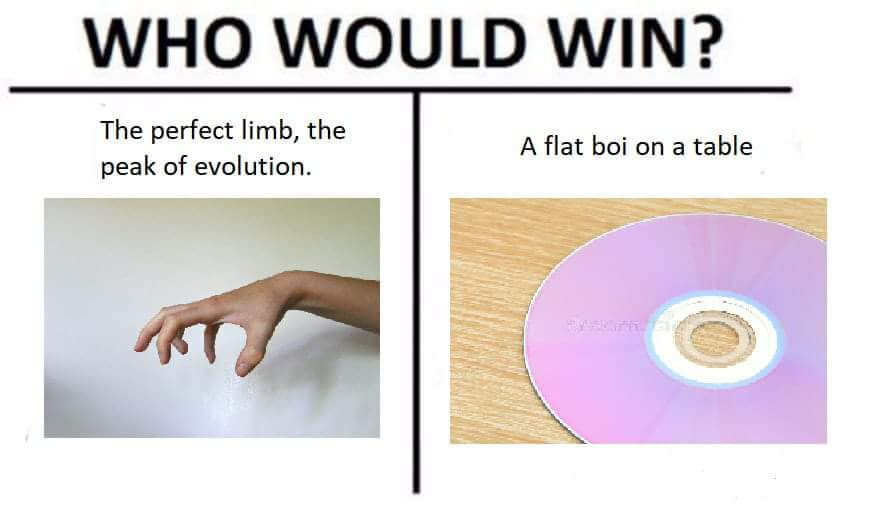 WHO WOULD WIN?
The perfect limb, the
peak of evolution.
A flat boi on a table